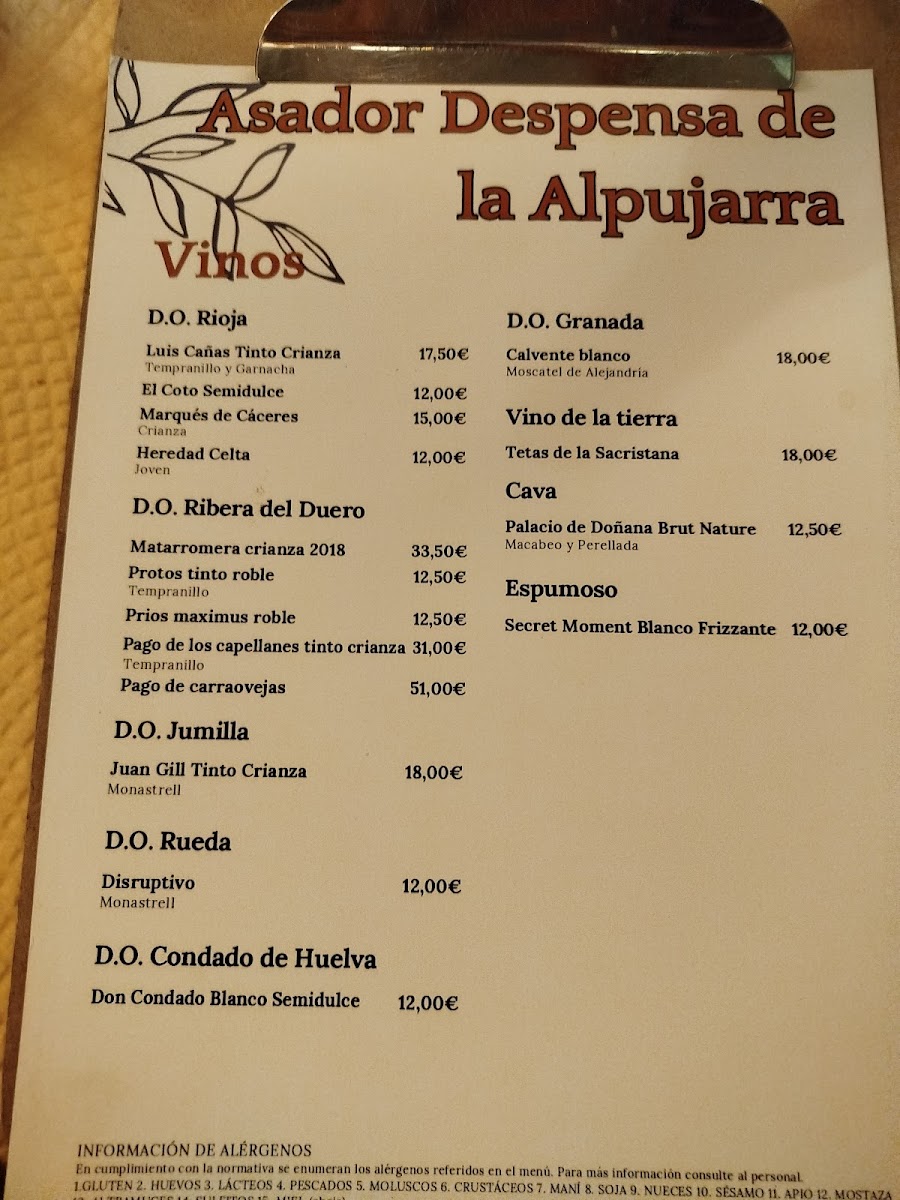 Asador Despensa de
la Alpujarra
Vinos
D.O. Rioja
Luis Cañas Tinto Crianza 17,50€
Tempranillo y Garnacha
El Coto Semidulce 12,00€
Marqués de Cáceres 15,00€
Crianza
Heredad Celta 12,00€
Joven
D.O. Ribera del Duero
Matarromera crianza 2018 33,50€
Protos tinto roble 12,50€
Tempranillo
Prios maximus roble 12,50€
Pago de los capellanes tinto crianza 31,00€
Tempranillo
Pago de carraovejas 51,00€
D.O. Jumilla
Juan Gill Tinto Crianza 18,00€
Monastrell
D.O. Rueda
Disruptivo 12,00€
Monastrell
D.O. Condado de Huelva
Don Condado Blanco Semidulce 12,00€
D.O. Granada
Calvente blanco 18,00€
Moscatel de Alejandría
Vino de la tierra
Tetas de la Sacristana 18,00€
Cava
Palacio de Doñana Brut Nature 12,50€
Macabeo y Perellada
Espumoso
Secret Moment Blanco Frizzante 12,00€
INFORMACIÓN DE ALÉRGENOS
En cumplimiento con la normativa se enumeran los alérgenos referidos en el menú. Para más información consulte al personal
1.GLUTEN 2. HUEVOS 3. LÁCTEOS 4. PESCADOS 5. MOLUSCOS 6. CRUSTÁCEOS 7. MANÍ 8. SOJA 9. NUECES 10. SÉSAMO 11. APIO 12. MOSTAZA